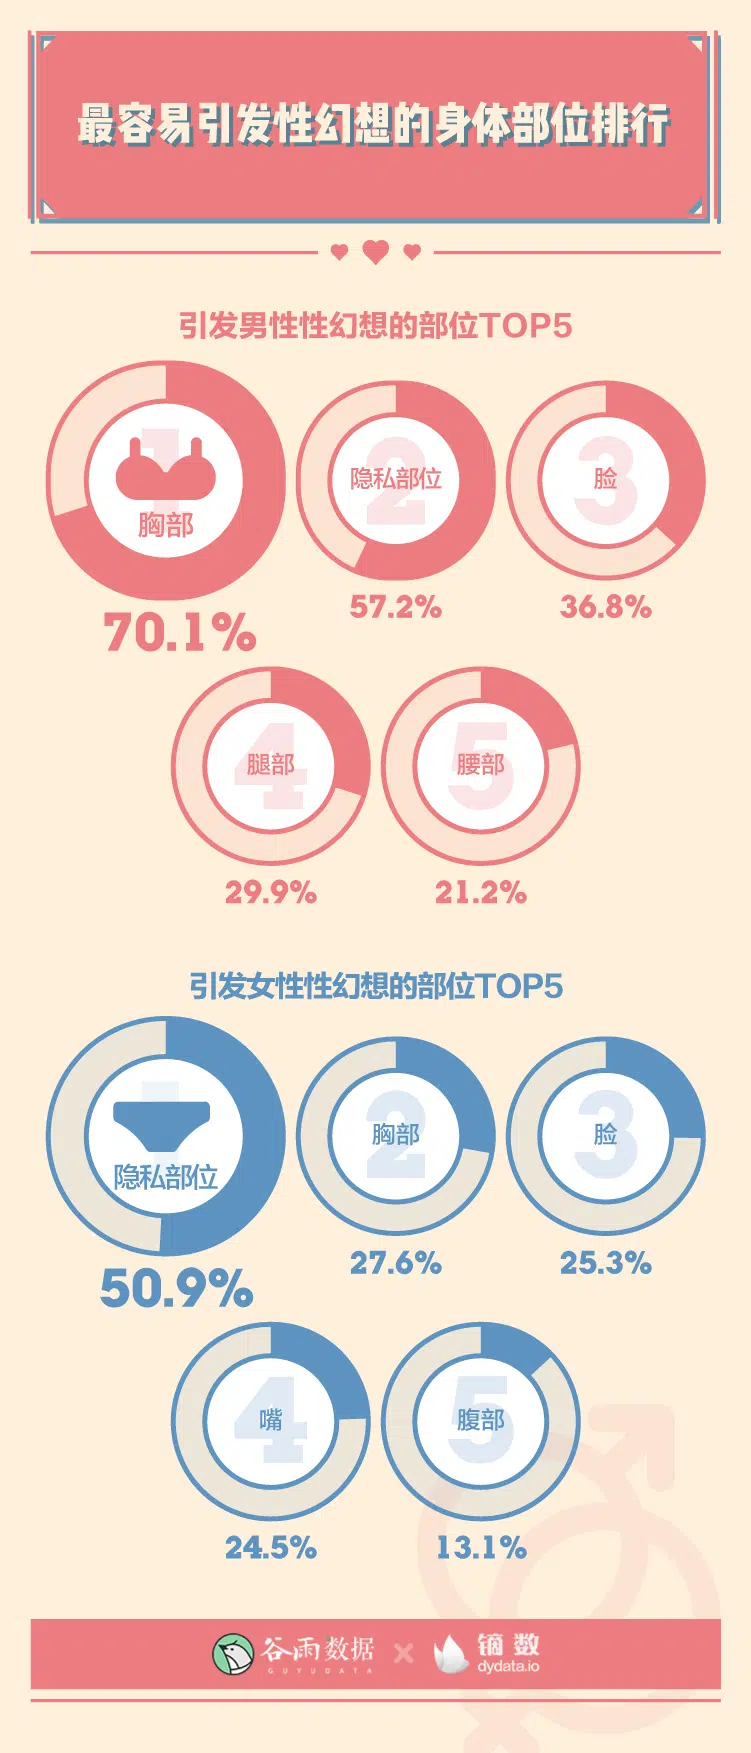 最容易引发性幻想的身体部位排行
引发男性性幻想的部位TOP5
1
胸部
70.1%
2
隐私部位
57.2%
3
脸
36.8%
4
腿部
29.9%
5
腰部
21.2%
引发女性性幻想的部位TOP5
1
隐私部位
50.9%
2
胸部
27.6%
3
脸
25.3%
4
嘴
24.5%
5
腹部
13.1%
谷雨数据
GUYUDATA
×
镝数
dydata.io